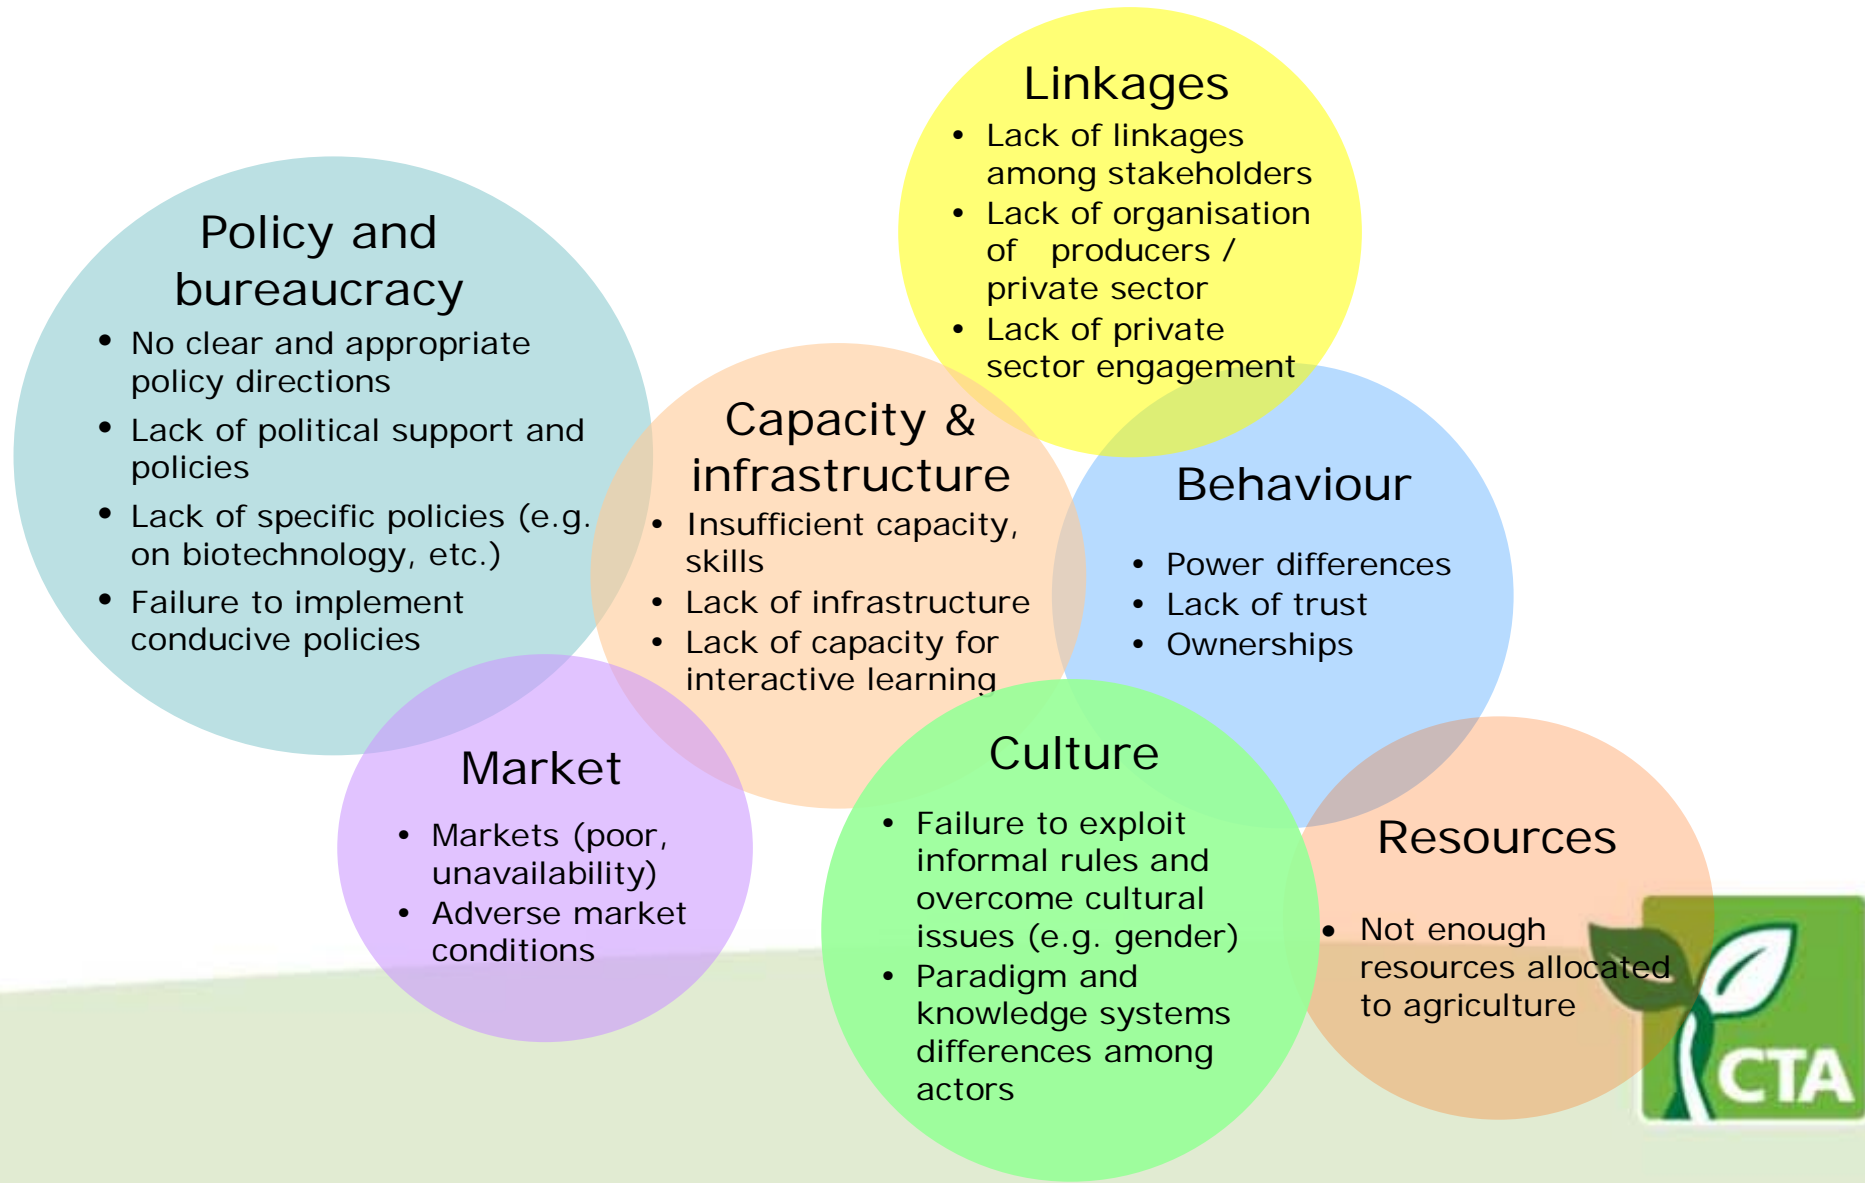 Linkages
• Lack of linkages
among stakeholders
• Lack of organisation
of producers /
private sector
• Lack of private
sector engagement
Policy and
bureaucracy
• No clear and appropriate
policy directions
• Lack of political support and
policies
• Lack of specific policies (e.g.
on biotechnology, etc.)
• Failure to implement
conducive policies
Capacity &
infrastructure
• Insufficient capacity,
skills
• Lack of infrastructure
• Lack of capacity for
interactive learning
Behaviour
• Power differences
• Lack of trust
• Ownerships
Market
• Markets (poor,
unavailability)
• Adverse market
conditions
Culture
• Failure to exploit
informal rules and
overcome cultural
issues (e.g. gender)
• Paradigm and
knowledge systems
differences among
actors
Resources
• Not enough
resources allocated
to agriculture
CTA